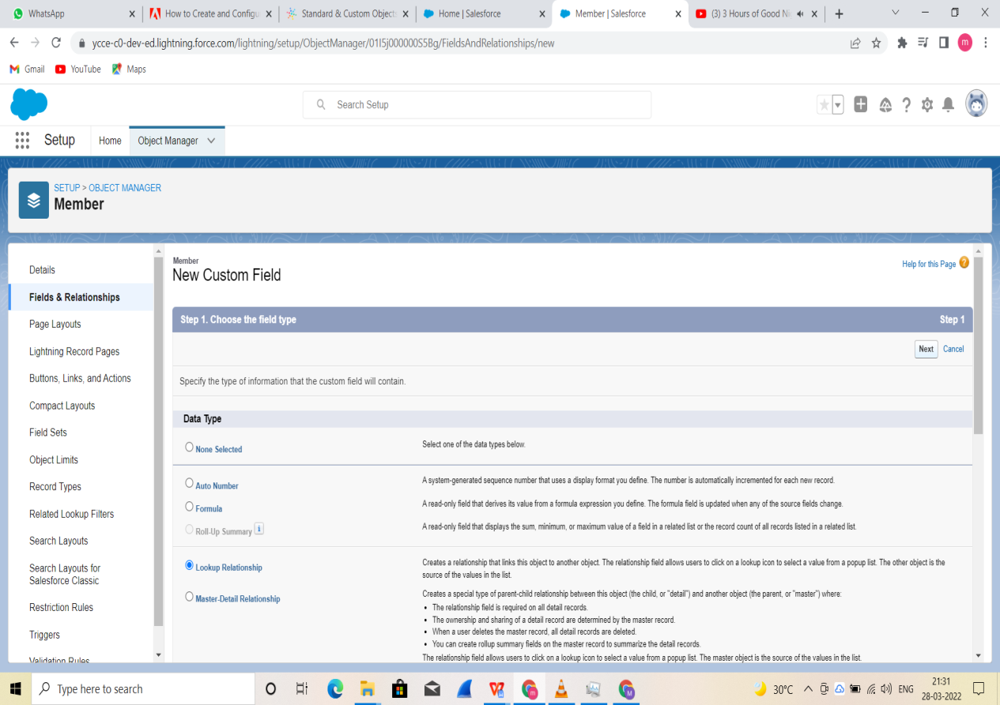 WhatsApp
How to Create and Configu
Standard & Custom Object:
Home | Salesforce
Member | Salesforce
(3) 3 Hours of Good Ni
ycce-c0-dev-ed.lightning.force.com/lightning/setup/ObjectManager/01I5j000000S5Bg/FieldsAndRelationships/new
m
Gmail
YouTube
Maps
Search Setup
Setup
Home
Object Manager
SETUP > OBJECT MANAGER
Member
Details
Fields & Relationships
Page Layouts
Lightning Record Pages
Buttons, Links, and Actions
Compact Layouts
Field Sets
Object Limits
Record Types
Related Lookup Filters
Search Layouts
Search Layouts for
Salesforce Classic
Restriction Rules
Triggers
Validation Rules
Member
New Custom Field
Help for this Page
Step 1. Choose the field type
Step 1
Next
Cancel
Specify the type of information that the custom field will contain.
Data Type
None Selected
Select one of the data types below.
Auto Number
A system-generated sequence number that uses a display format you define. The number is automatically incremented for each new record.
Formula
A read-only field that derives its value from a formula expression you define. The formula field is updated when any of the source fields change.
Roll-Up Summary
i
A read-only field that displays the sum, minimum, or maximum value of a field in a related list or the record count of all records listed in a related list.
Lookup Relationship
Creates a relationship that links this object to another object. The relationship field allows users to click on a lookup icon to select a value from a popup list. The other object is the
source of the values in the list.
Master-Detail Relationship
Creates a special type of parent-child relationship between this object (the child, or "detail") and another object (the parent, or "master") where:
• The relationship field is required on all detail records.
• The ownership and sharing of a detail record are determined by the master record.
• When a user deletes the master record, all detail records are deleted.
• You can create rollup summary fields on the master record to summarize the detail records.
The relationship field allows users to click on a lookup icon to select a value from a popup list. The master object is the source of the values in the list.
Type here to search
30°C
ENG
21:31
28-03-2022